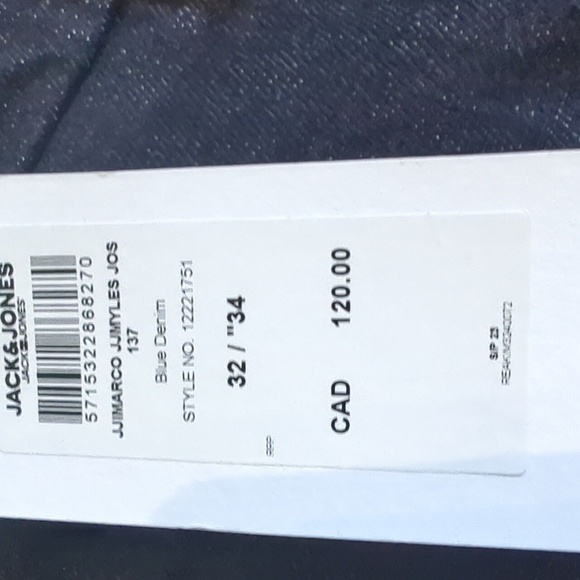 JACK&JONES
JACK&JONES
5715322868270
JJIMARCO JJMYLES JOS
137
Blue Denim
STYLE NO. 12221751
32 / "34
RRP
CAD 120.00
S/P 23